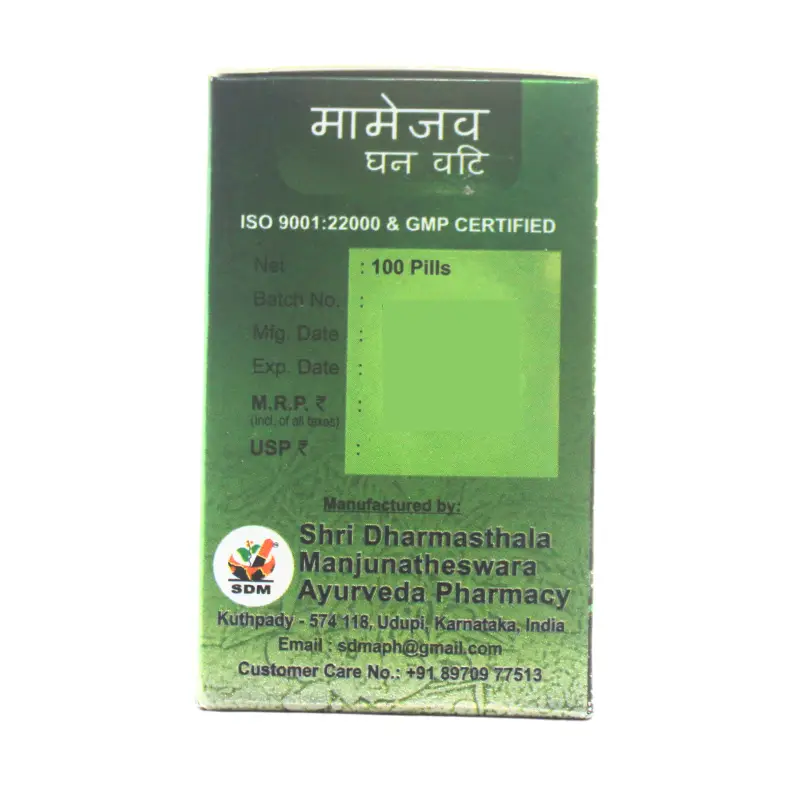 मामेजव
घन वटि
ISO 9001:22000 & GMP CERTIFIED
Net : 100 Pills
Batch No. :
Mfg. Date :
Exp. Date :
M.R.P. ₹ :
(incl. of all taxes)
USP ₹ :
Manufactured by:
SDM
Shri Dharmasthala
Manjunatheswara
Ayurveda Pharmacy
Kuthpady - 574 118, Udupi, Karnataka, India
Email : sdmaph@gmail.com
Customer Care No.: +91 89709 77513